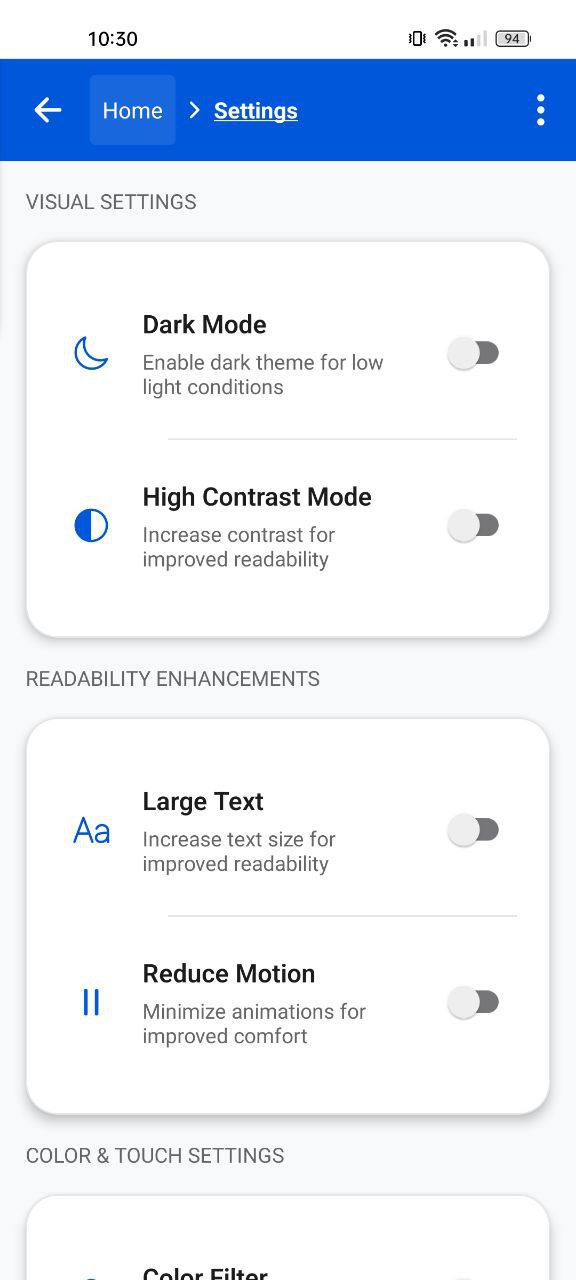 10:30
94
Home > Settings
VISUAL SETTINGS
Dark Mode
Enable dark theme for low
light conditions
High Contrast Mode
Increase contrast for
improved readability
READABILITY ENHANCEMENTS
Large Text
Aa
Increase text size for
improved readability
Reduce Motion
Minimize animations for
improved comfort
COLOR & TOUCH SETTINGS
Color Filter